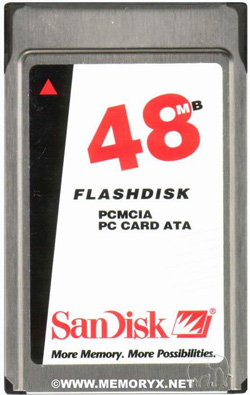 48MB
FLASHDISK
PCMCIA
PC CARD ATA
SanDisk
More Memory. More Possibilities.
©WWW.MEMORYX.NET